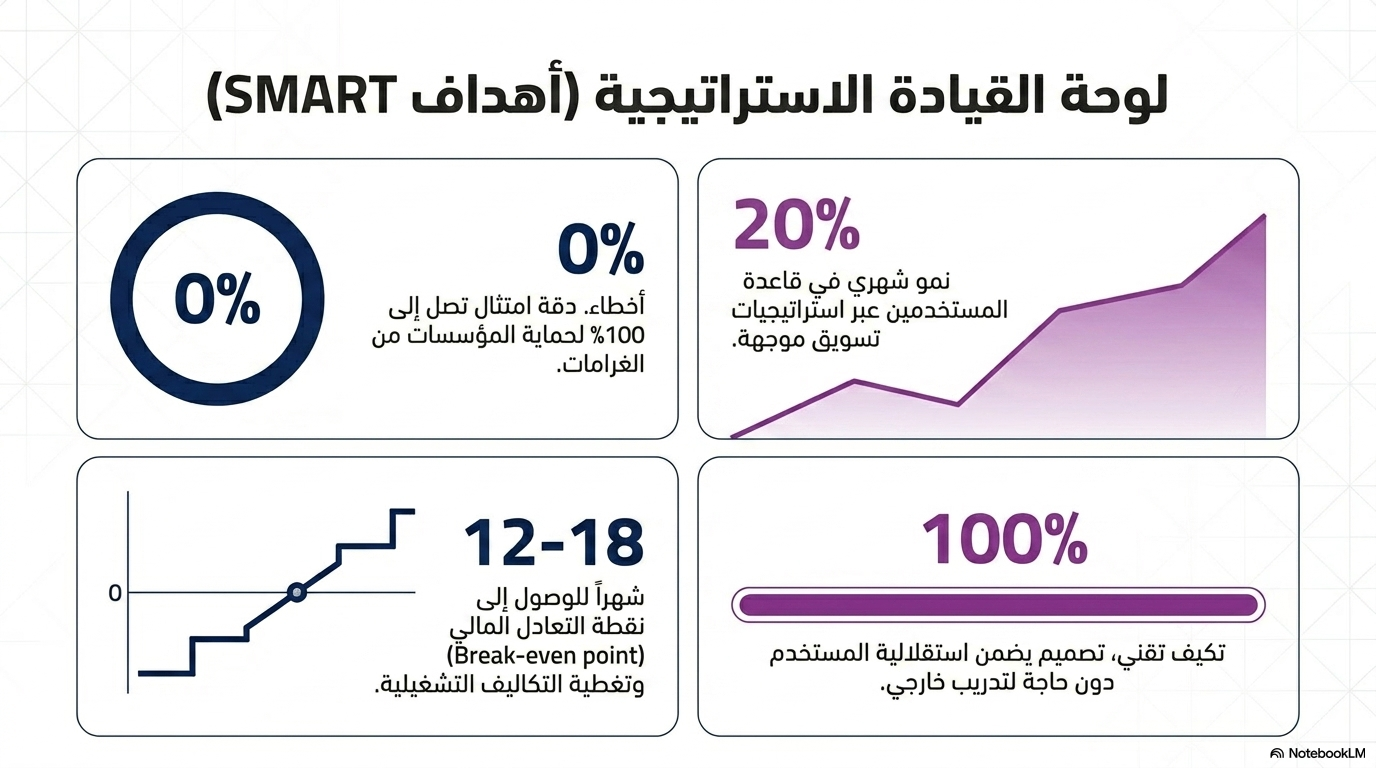 لوحة القيادة الاستراتيجية (أهداف SMART)
20%
نمو شهري في قاعدة
المستخدمين عبر استراتيجيات
تسويق موجهة.
0%
أخطاء. دقة امتثال تصل إلى
100% لحماية المؤسسات من
الغرامات.
0%
100%
تكيف تقني، تصميم يضمن استقلالية المستخدم
دون حاجة لتدريب خارجي.
12-18
شهراً للوصول إلى
نقطة التعادل المالي
(Break-even point)
وتغطية التكاليف التشغيلية.
0
NotebookLM